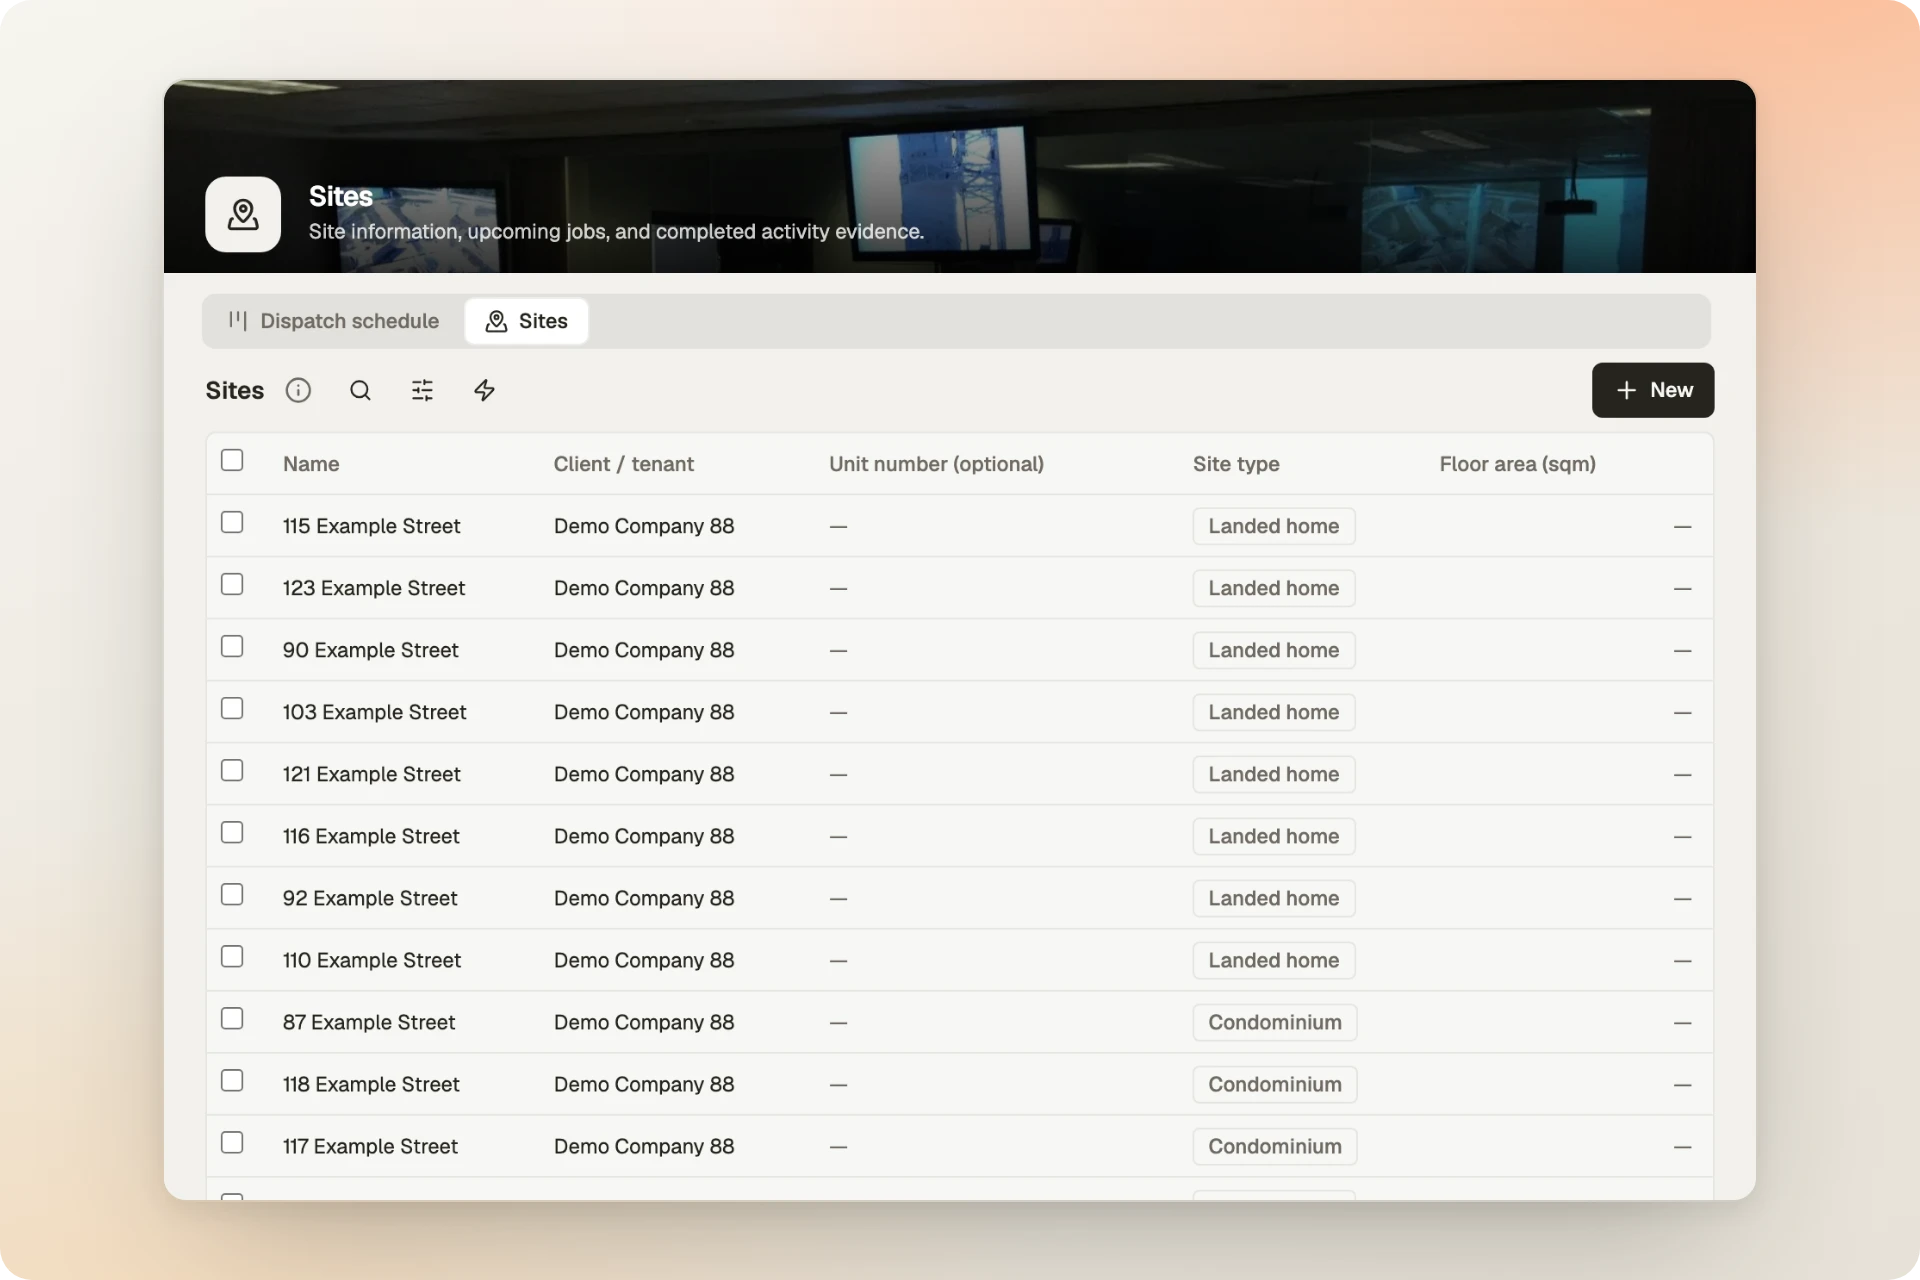 Sites
Site information, upcoming jobs, and completed activity evidence.
Dispatch schedule Sites
Sites New
Name Client / tenant Unit number (optional) Site type Floor area (sqm)
115 Example Street Demo Company 88 — Landed home —
123 Example Street Demo Company 88 — Landed home —
90 Example Street Demo Company 88 — Landed home —
103 Example Street Demo Company 88 — Landed home —
121 Example Street Demo Company 88 — Landed home —
116 Example Street Demo Company 88 — Landed home —
92 Example Street Demo Company 88 — Landed home —
110 Example Street Demo Company 88 — Landed home —
87 Example Street Demo Company 88 — Condominium —
118 Example Street Demo Company 88 — Condominium —
117 Example Street Demo Company 88 — Condominium —